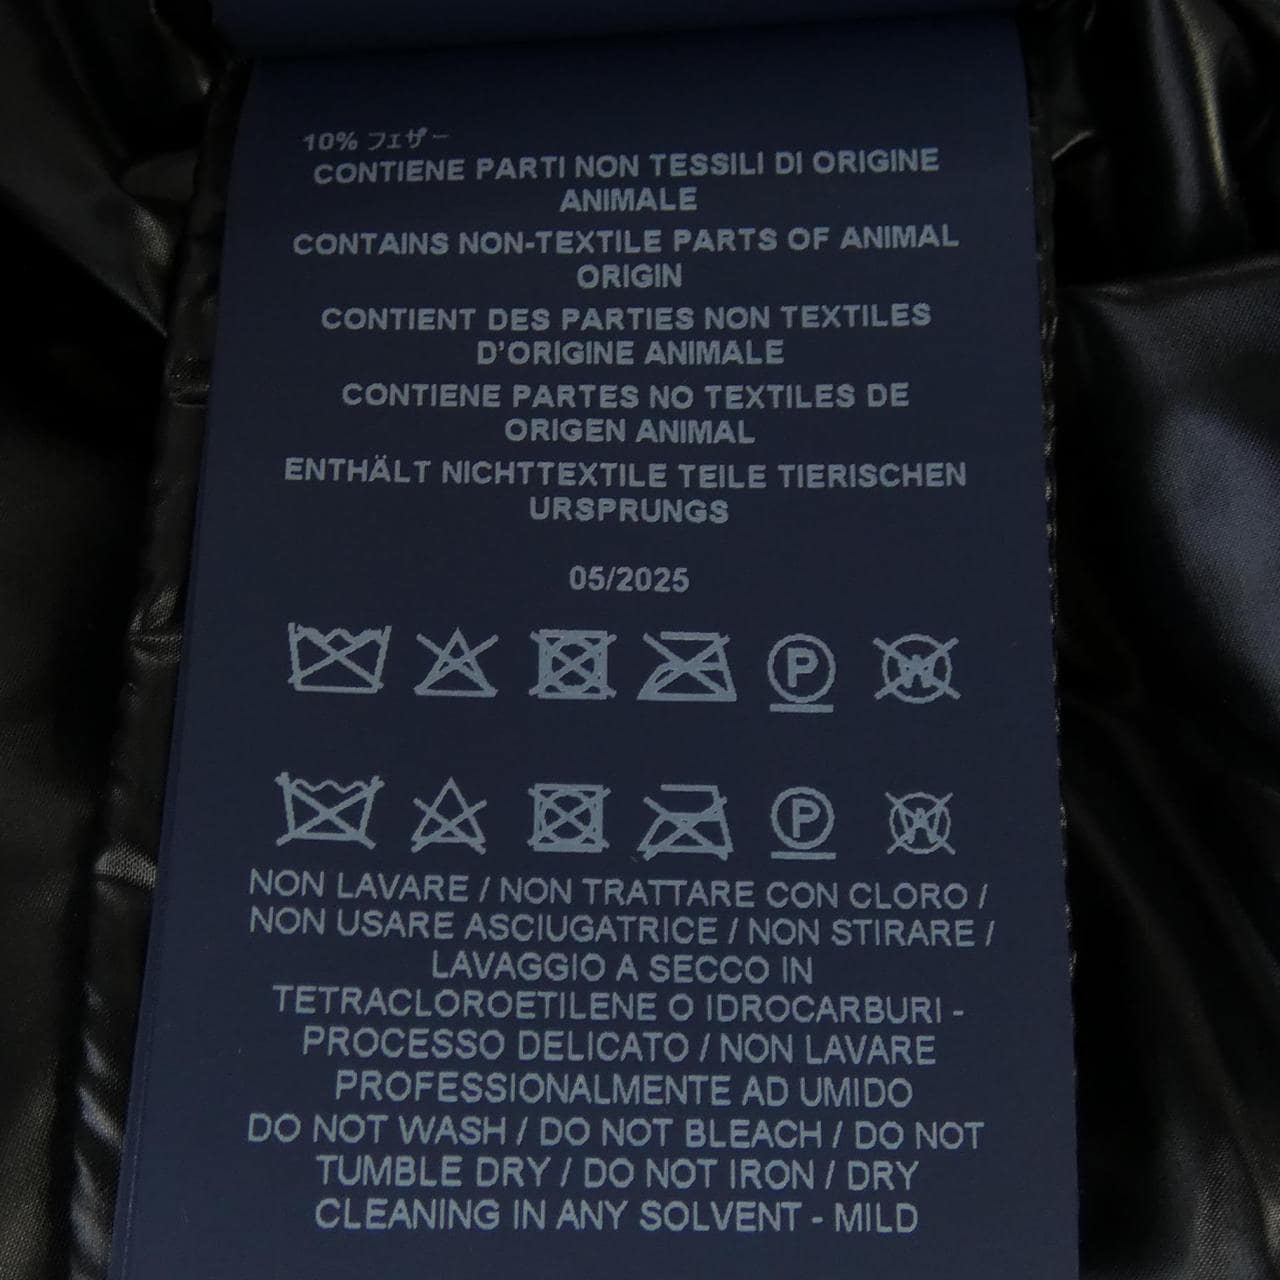 10% フェザー
CONTIENE PARTI NON TESSILI DI ORIGINE
ANIMALE
CONTAINS NON-TEXTILE PARTS OF ANIMAL
ORIGIN
CONTIENT DES PARTIES NON TEXTILES
D'ORIGINE ANIMALE
CONTIENE PARTES NO TEXTILES DE
ORIGEN ANIMAL
ENTHÄLT NICHTTEXTILE TEILE TIERISCHEN
URSPRUNGS
05/2025
P W
P W
NON LAVARE / NON TRATTARE CON CLORO /
NON USARE ASCIUGATRICE / NON STIRARE /
LAVAGGIO A SECCO IN
TETRACLOROETILENE O IDROCARBURI -
PROCESSO DELICATO / NON LAVARE
PROFESSIONALMENTE AD UMIDO
DO NOT WASH / DO NOT BLEACH / DO NOT
TUMBLE DRY / DO NOT IRON / DRY
CLEANING IN ANY SOLVENT - MILD